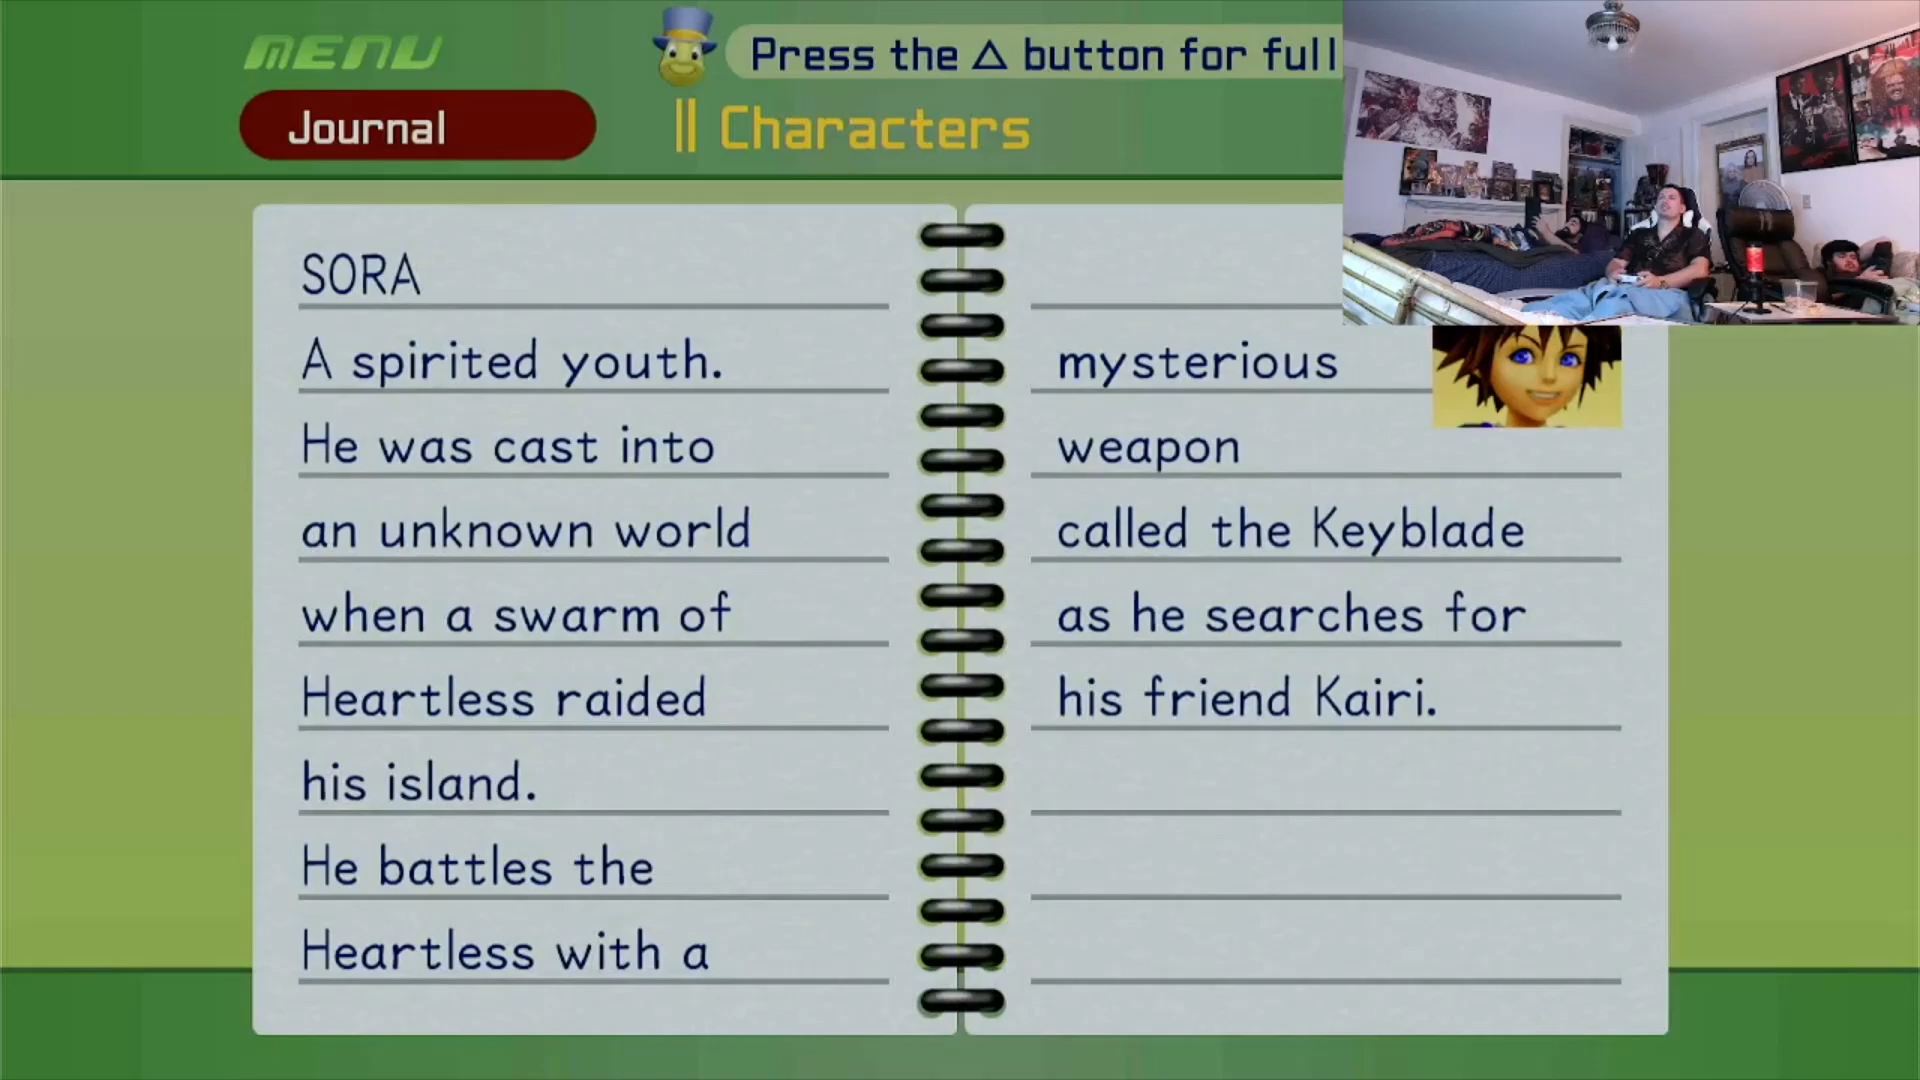 MENU
Press the △ button for full
Journal
Characters
SORA
A spirited youth.
He was cast into
an unknown world
when a swarm of
Heartless raided
his island.
He battles the
Heartless with a
mysterious
weapon
called the Keyblade
as he searches for
his friend Kairi.